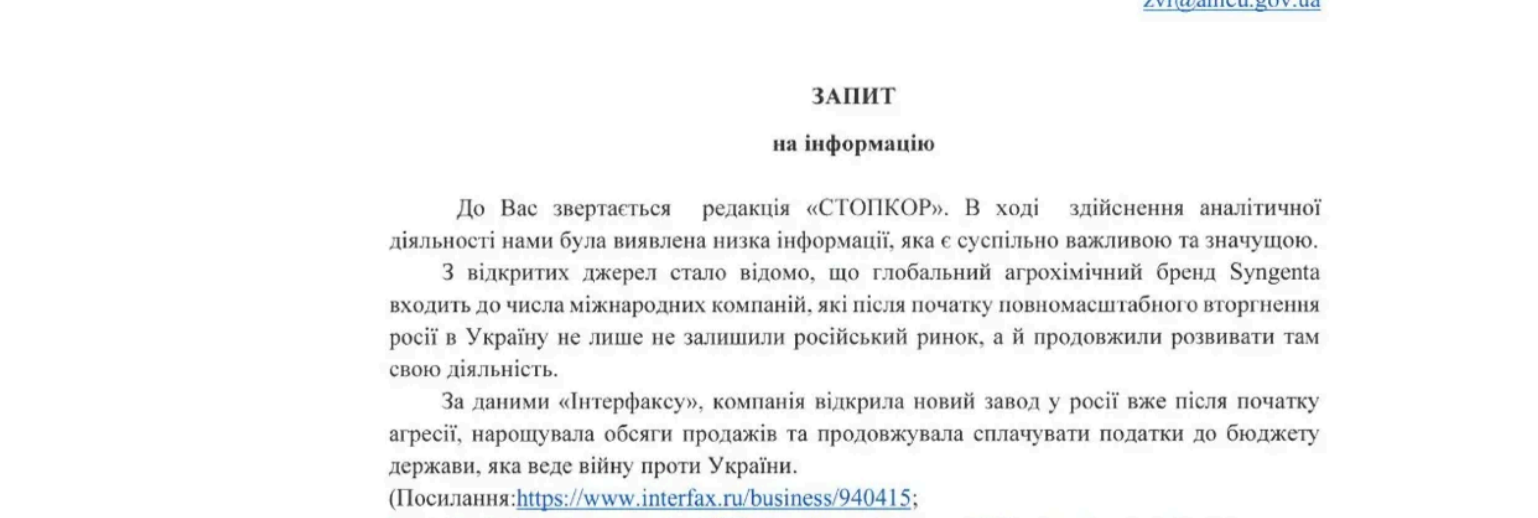 zvr@amcu.gov.ua
ЗАПИТ
на інформацію
До Вас звертається редакція «СТОПКОР». В ході здійснення аналітичної
діяльності нами була виявлена низка інформації, яка є суспільно важливою та значущою.
З відкритих джерел стало відомо, що глобальний агрохімічний бренд Syngenta
входить до числа міжнародних компаній, які після початку повномасштабного вторгнення
росії в Україну не лише не залишили російський ринок, а й продовжили розвивати там
свою діяльність.
За даними «Інтерфаксу», компанія відкрила новий завод у росії вже після початку
агресії, нарощувала обсяги продажів та продовжувала сплачувати податки до бюджету
держави, яка веде війну проти України.
(Посилання:https://www.interfax.ru/business/940415;